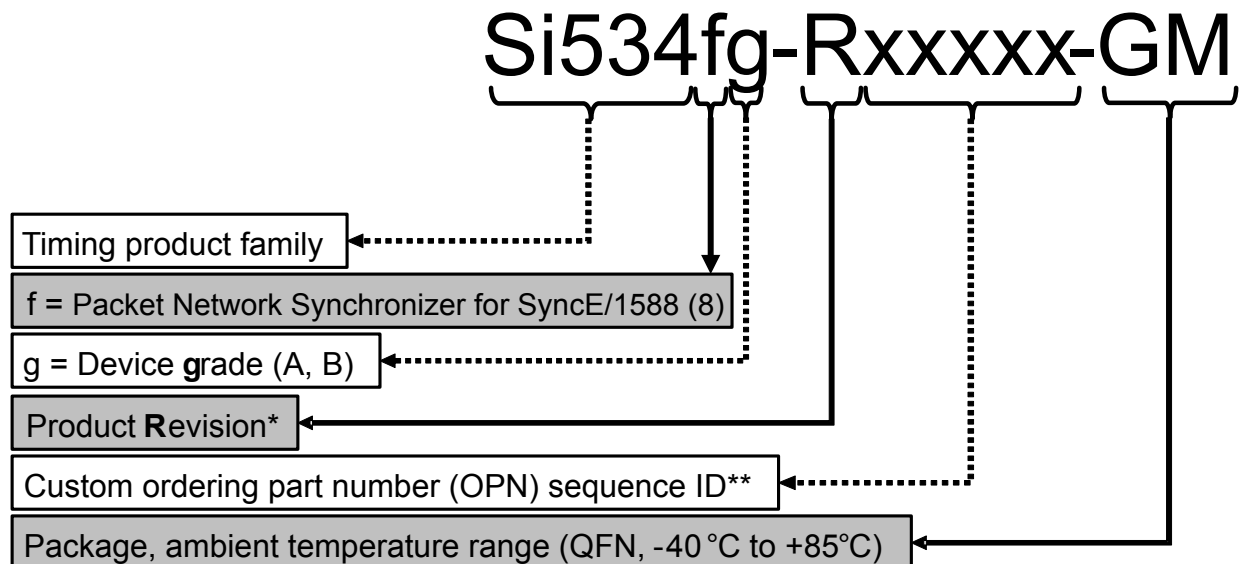 Si534fg-Rxxxxx-GM
Timing product family
f = Packet Network Synchronizer for SyncE/1588 (8)
g = Device grade (A, B)
Product Revision*
Custom ordering part number (OPN) sequence ID**
Package, ambient temperature range (QFN, -40 °C to +85°C)